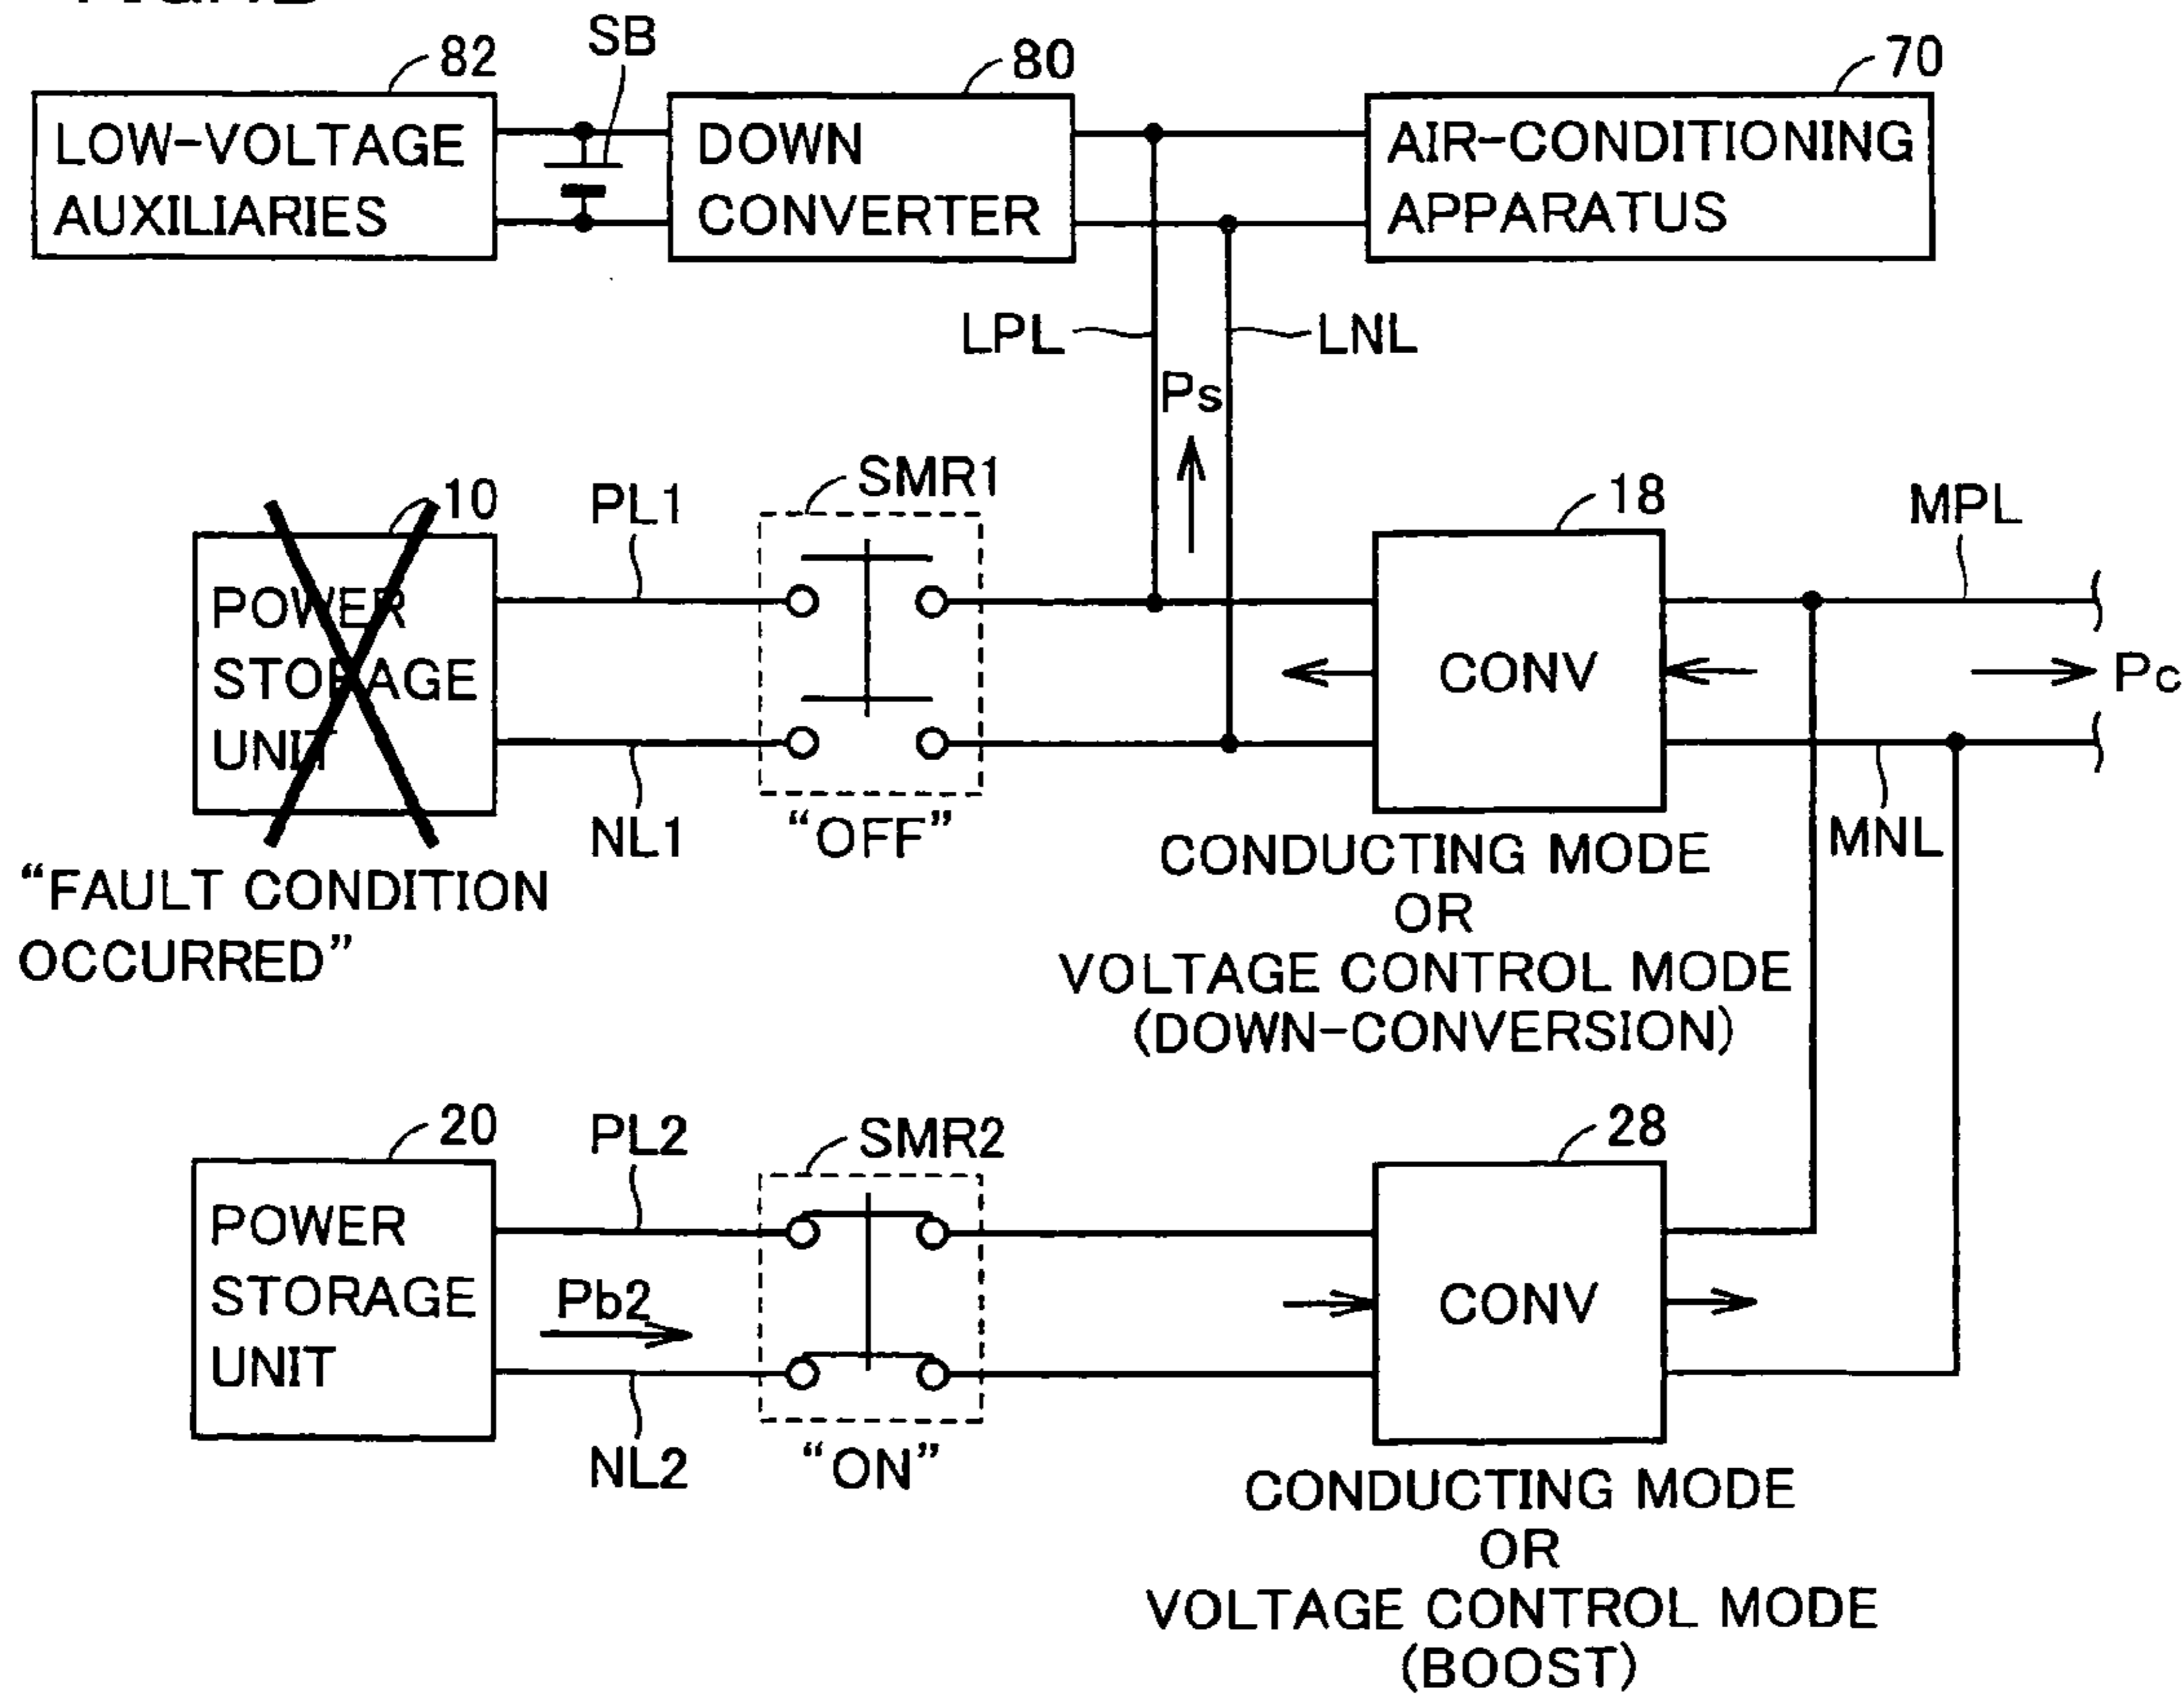 SB
82
80
70
LOW-VOLTAGE
AUXILIARIES
DOWN
CONVERTER
AIR-CONDITIONING
APPARATUS
LPL
LNL
Ps
10
PL1
SMR1
18
MPL
POWER
STORAGE
UNIT
CONV
Pc
NL1
"OFF"
MNL
"FAULT CONDITION
OCCURRED"
CONDUCTING MODE
OR
VOLTAGE CONTROL MODE
(DOWN-CONVERSION)
20
PL2
SMR2
28
POWER
STORAGE
UNIT
Pb2
CONV
NL2
"ON"
CONDUCTING MODE
OR
VOLTAGE CONTROL MODE
(BOOST)